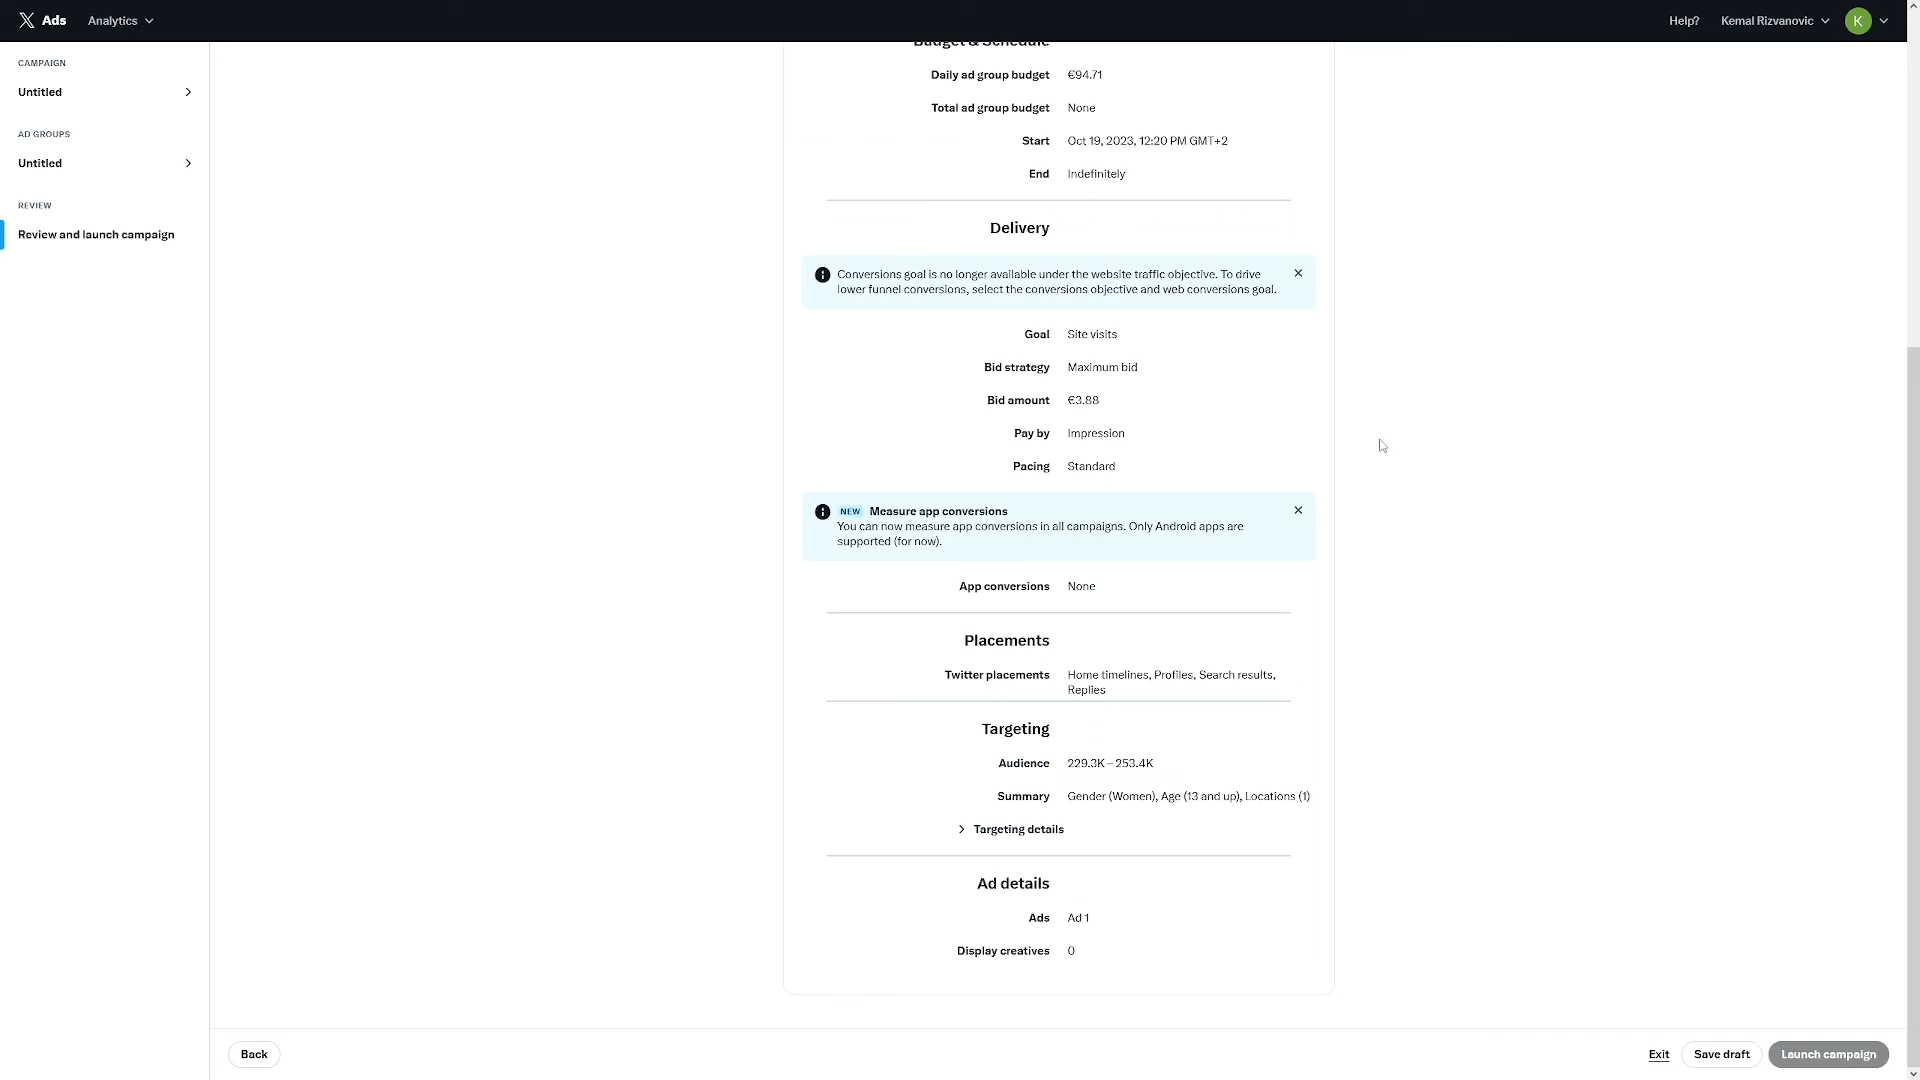 X Ads
Analytics
Help?
Kemal Rizvanovic
K
CAMPAIGN
Untitled
AD GROUPS
Untitled
REVIEW
Review and launch campaign
Budget & Schedule
Daily ad group budget €94.71
Total ad group budget None
Start Oct 19, 2023, 12:20 PM GMT+2
End Indefinitely
Delivery
Conversions goal is no longer available under the website traffic objective. To drive
lower funnel conversions, select the conversions objective and web conversions goal.
Goal Site visits
Bid strategy Maximum bid
Bid amount €3.88
Pay by Impression
Pacing Standard
NEW Measure app conversions
You can now measure app conversions in all campaigns. Only Android apps are
supported (for now).
App conversions None
Placements
Twitter placements Home timelines, Profiles, Search results,
Replies
Targeting
Audience 229.3K – 253.4K
Summary Gender (Women), Age (13 and up), Locations (1)
Targeting details
Ad details
Ads Ad 1
Display creatives 0
Back
Exit
Save draft
Launch campaign